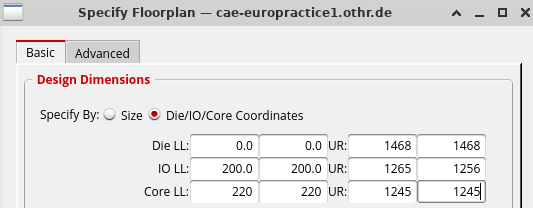 Specify Floorplan — cae-europractice1.othr.de
Basic Advanced
Design Dimensions
Specify By: Size Die/IO/Core Coordinates
Die LL: 0.0 0.0 UR: 1468 1468
IO LL: 200.0 200.0 UR: 1265 1256
Core LL: 220 220 UR: 1245 1245